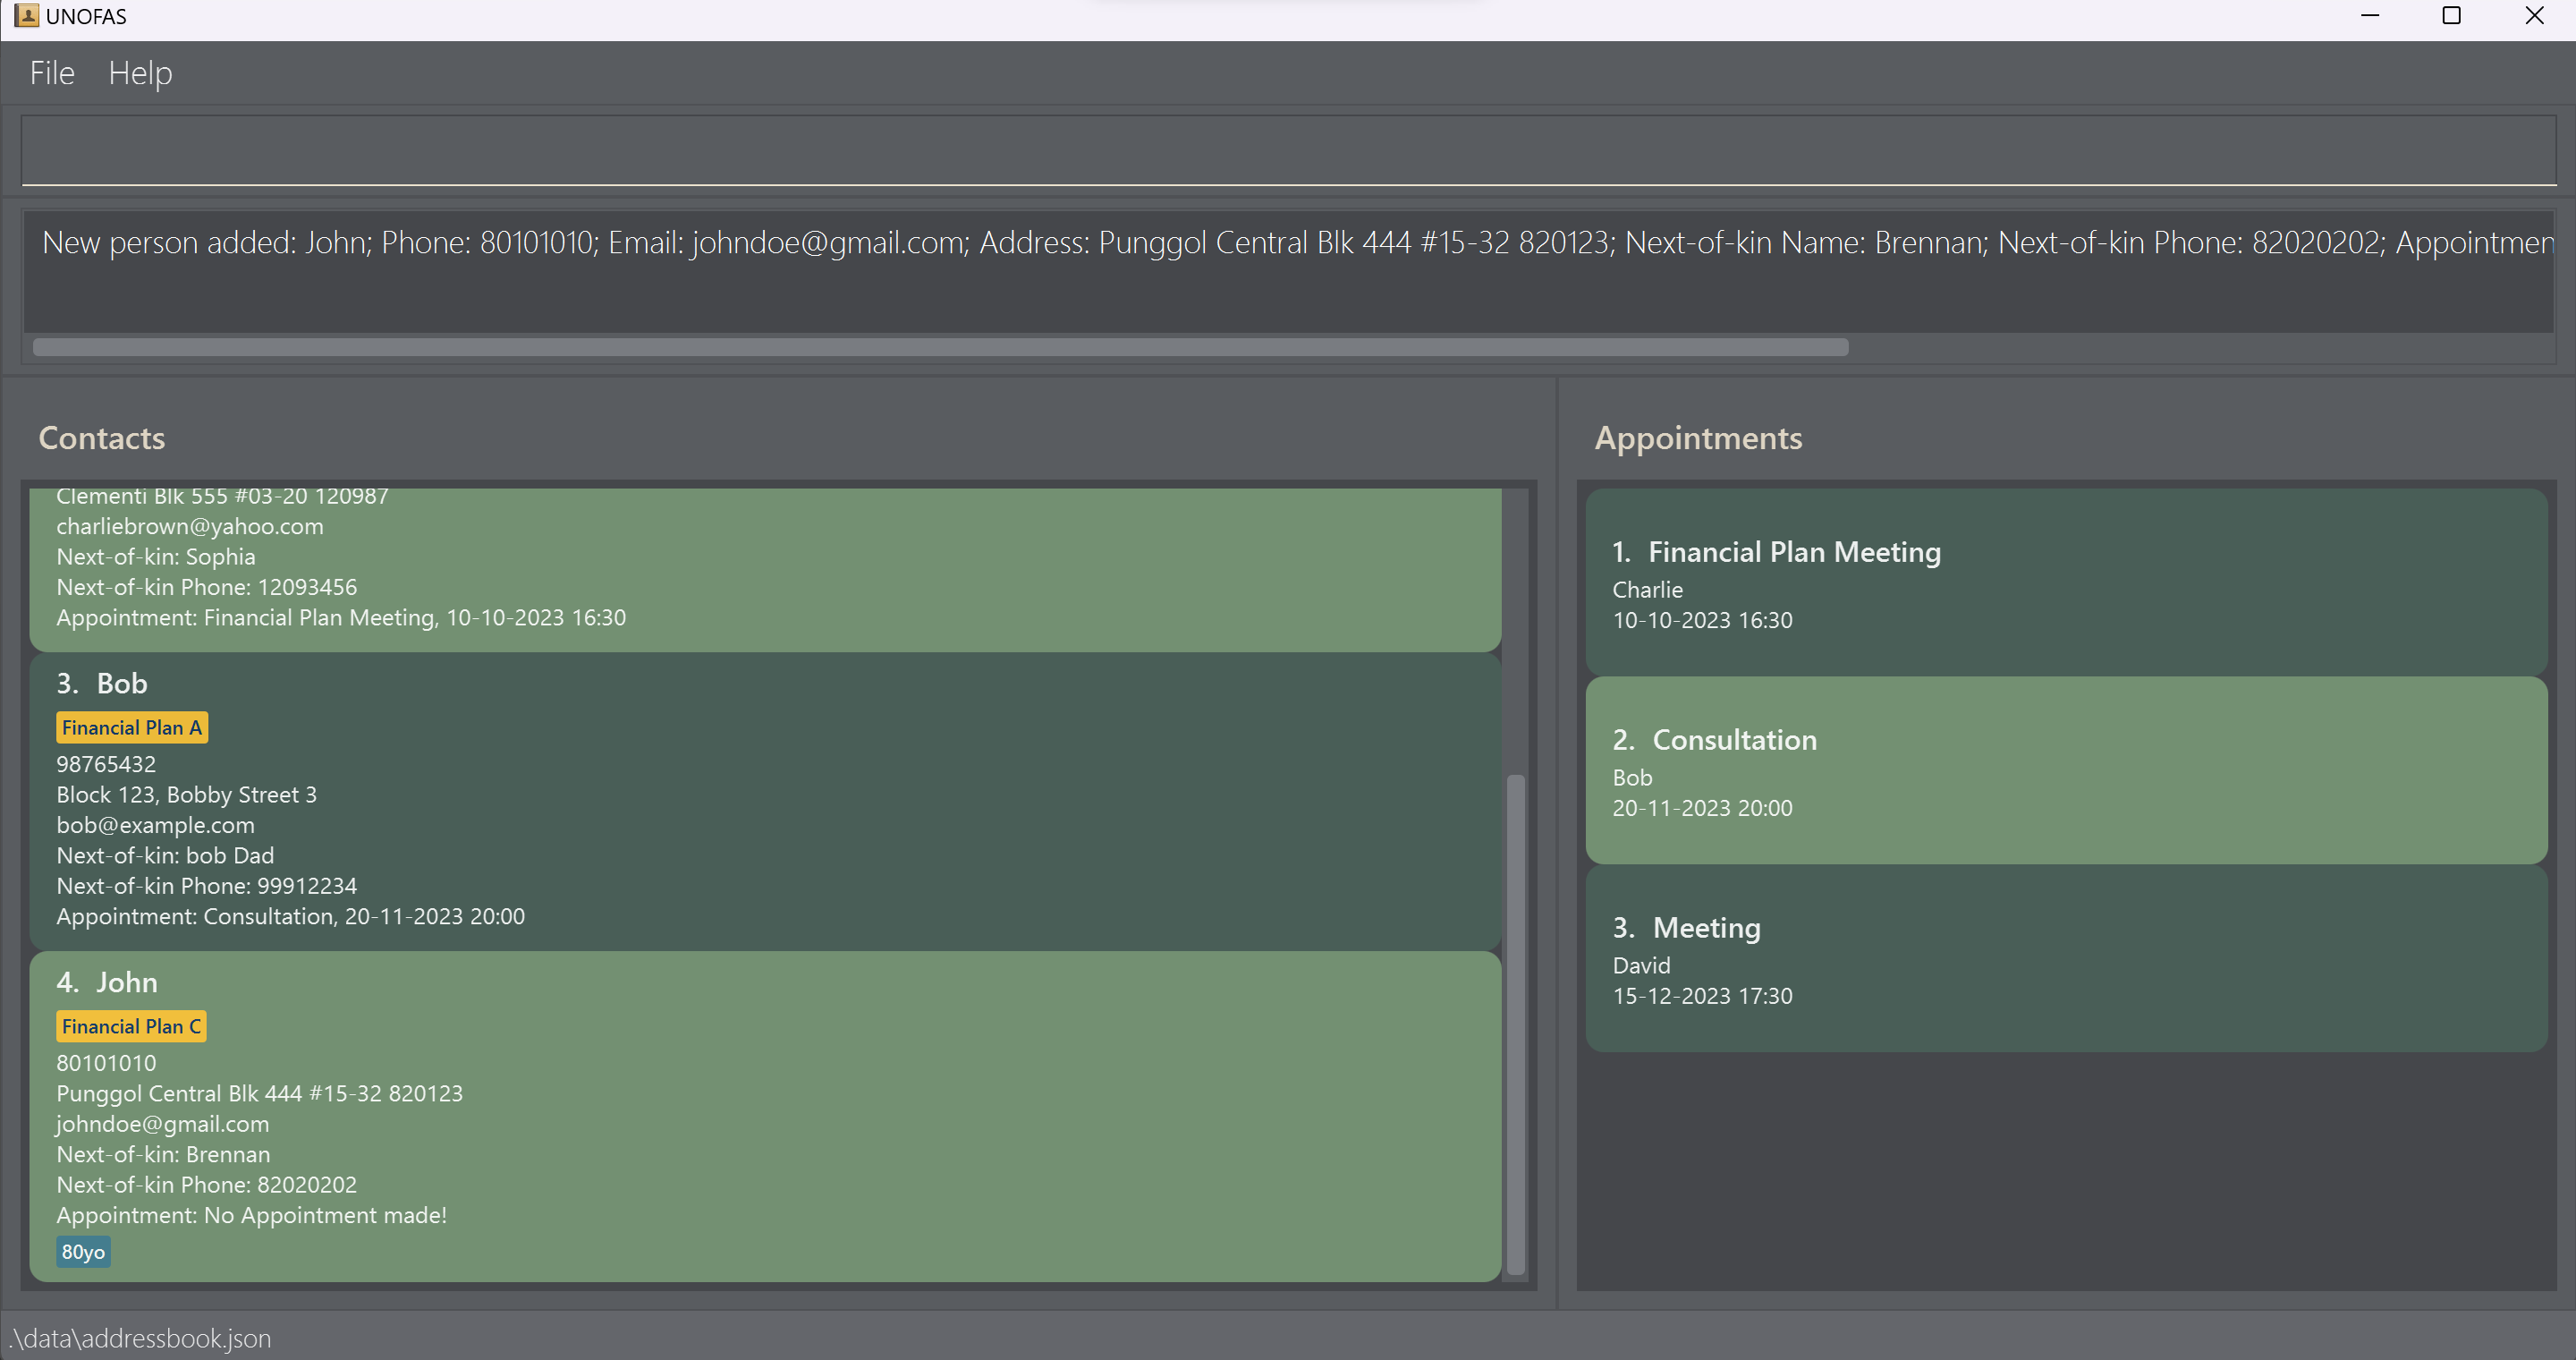 UNOFAS
File Help
New person added: John; Phone: 80101010; Email: johndoe@gmail.com; Address: Punggol Central Blk 444 #15-32 820123; Next-of-kin Name: Brennan; Next-of-kin Phone: 82020202; Appointmen
Contacts
Clementi Blk 555 #03-20 120987
charliebrown@yahoo.com
Next-of-kin: Sophia
Next-of-kin Phone: 12093456
Appointment: Financial Plan Meeting, 10-10-2023 16:30
3. Bob
Financial Plan A
98765432
Block 123, Bobby Street 3
bob@example.com
Next-of-kin: bob Dad
Next-of-kin Phone: 99912234
Appointment: Consultation, 20-11-2023 20:00
4. John
Financial Plan C
80101010
Punggol Central Blk 444 #15-32 820123
johndoe@gmail.com
Next-of-kin: Brennan
Next-of-kin Phone: 82020202
Appointment: No Appointment made!
80yo
Appointments
1. Financial Plan Meeting
Charlie
10-10-2023 16:30
2. Consultation
Bob
20-11-2023 20:00
3. Meeting
David
15-12-2023 17:30
.\data\addressbook.json